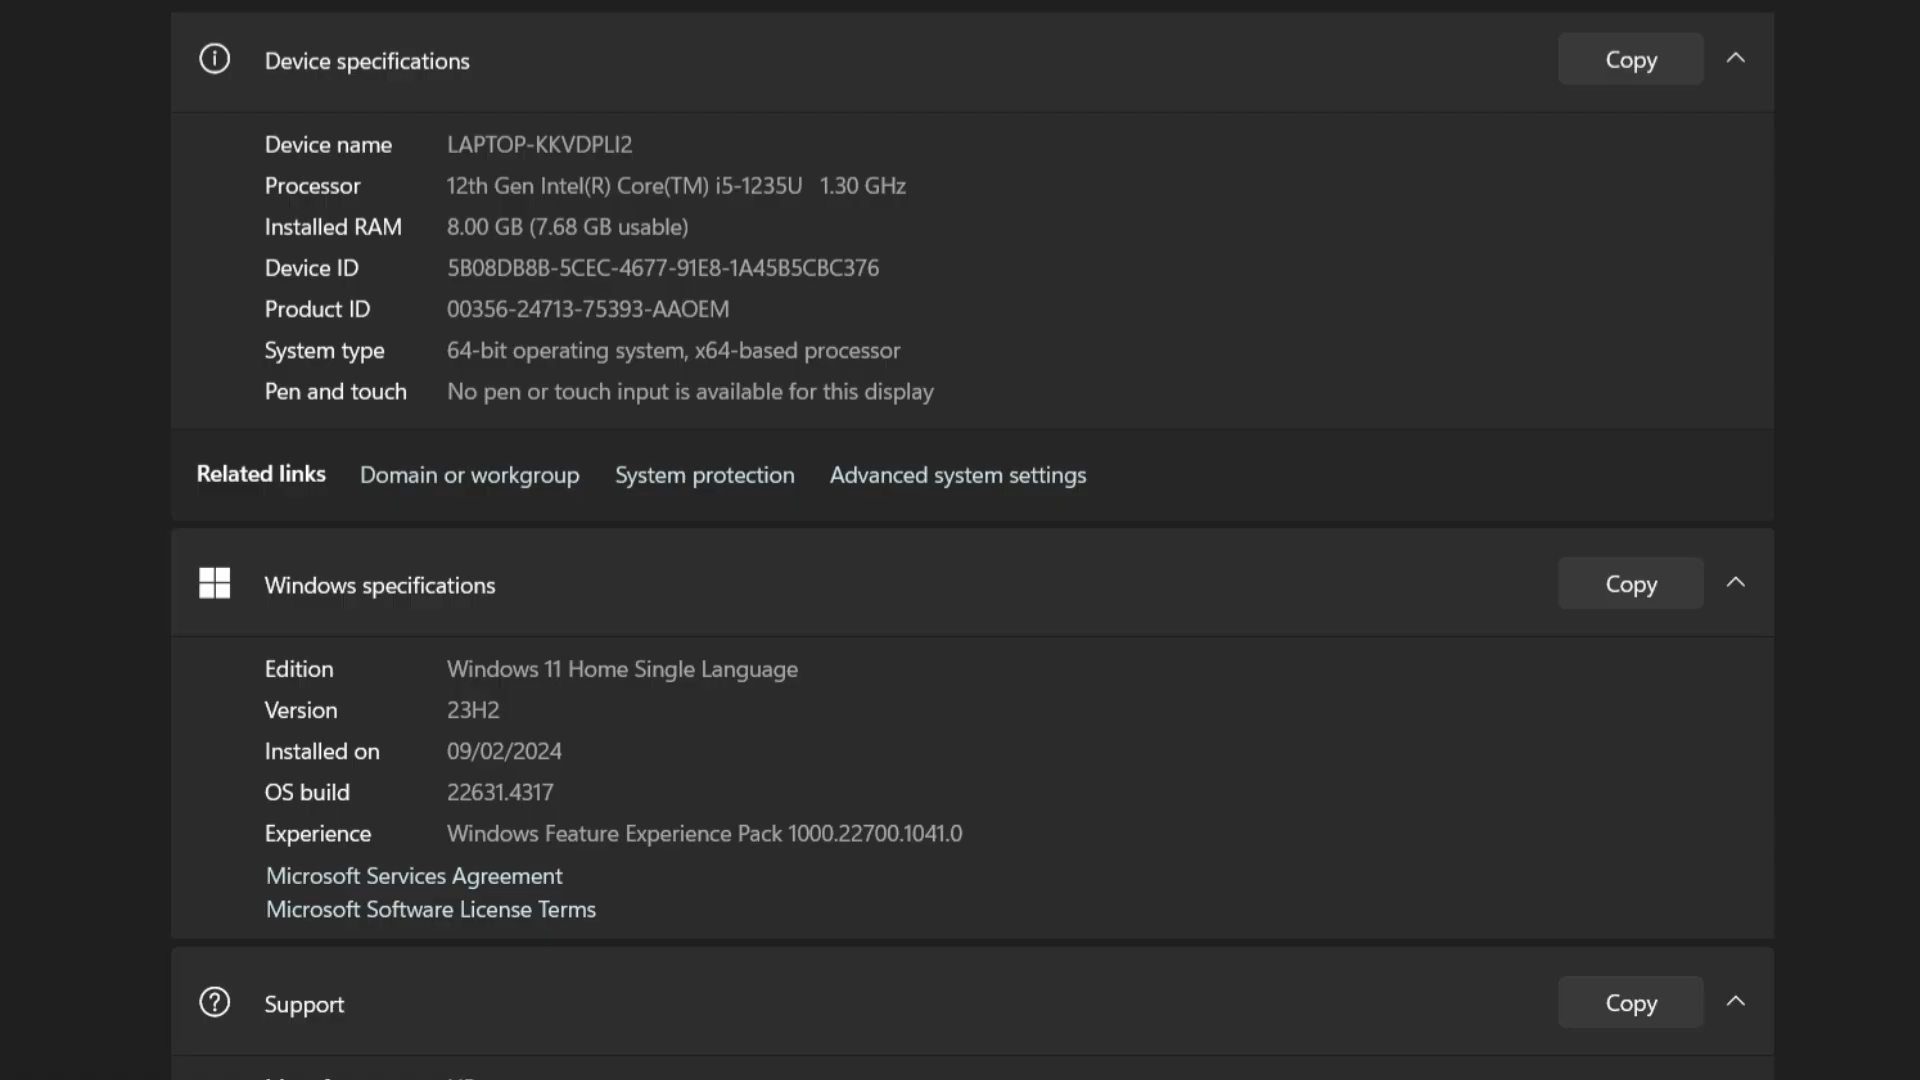 Device specifications
Copy
Device name LAPTOP-KKVDPLI2
Processor 12th Gen Intel(R) Core(TM) i5-1235U 1.30 GHz
Installed RAM 8.00 GB (7.68 GB usable)
Device ID 5B08DB8B-5CEC-4677-91E8-1A45B5CBC376
Product ID 00356-24713-75393-AAOEM
System type 64-bit operating system, x64-based processor
Pen and touch No pen or touch input is available for this display
Related links Domain or workgroup System protection Advanced system settings
Windows specifications
Copy
Edition Windows 11 Home Single Language
Version 23H2
Installed on 09/02/2024
OS build 22631.4317
Experience Windows Feature Experience Pack 1000.22700.1041.0
Microsoft Services Agreement
Microsoft Software License Terms
Support
Copy